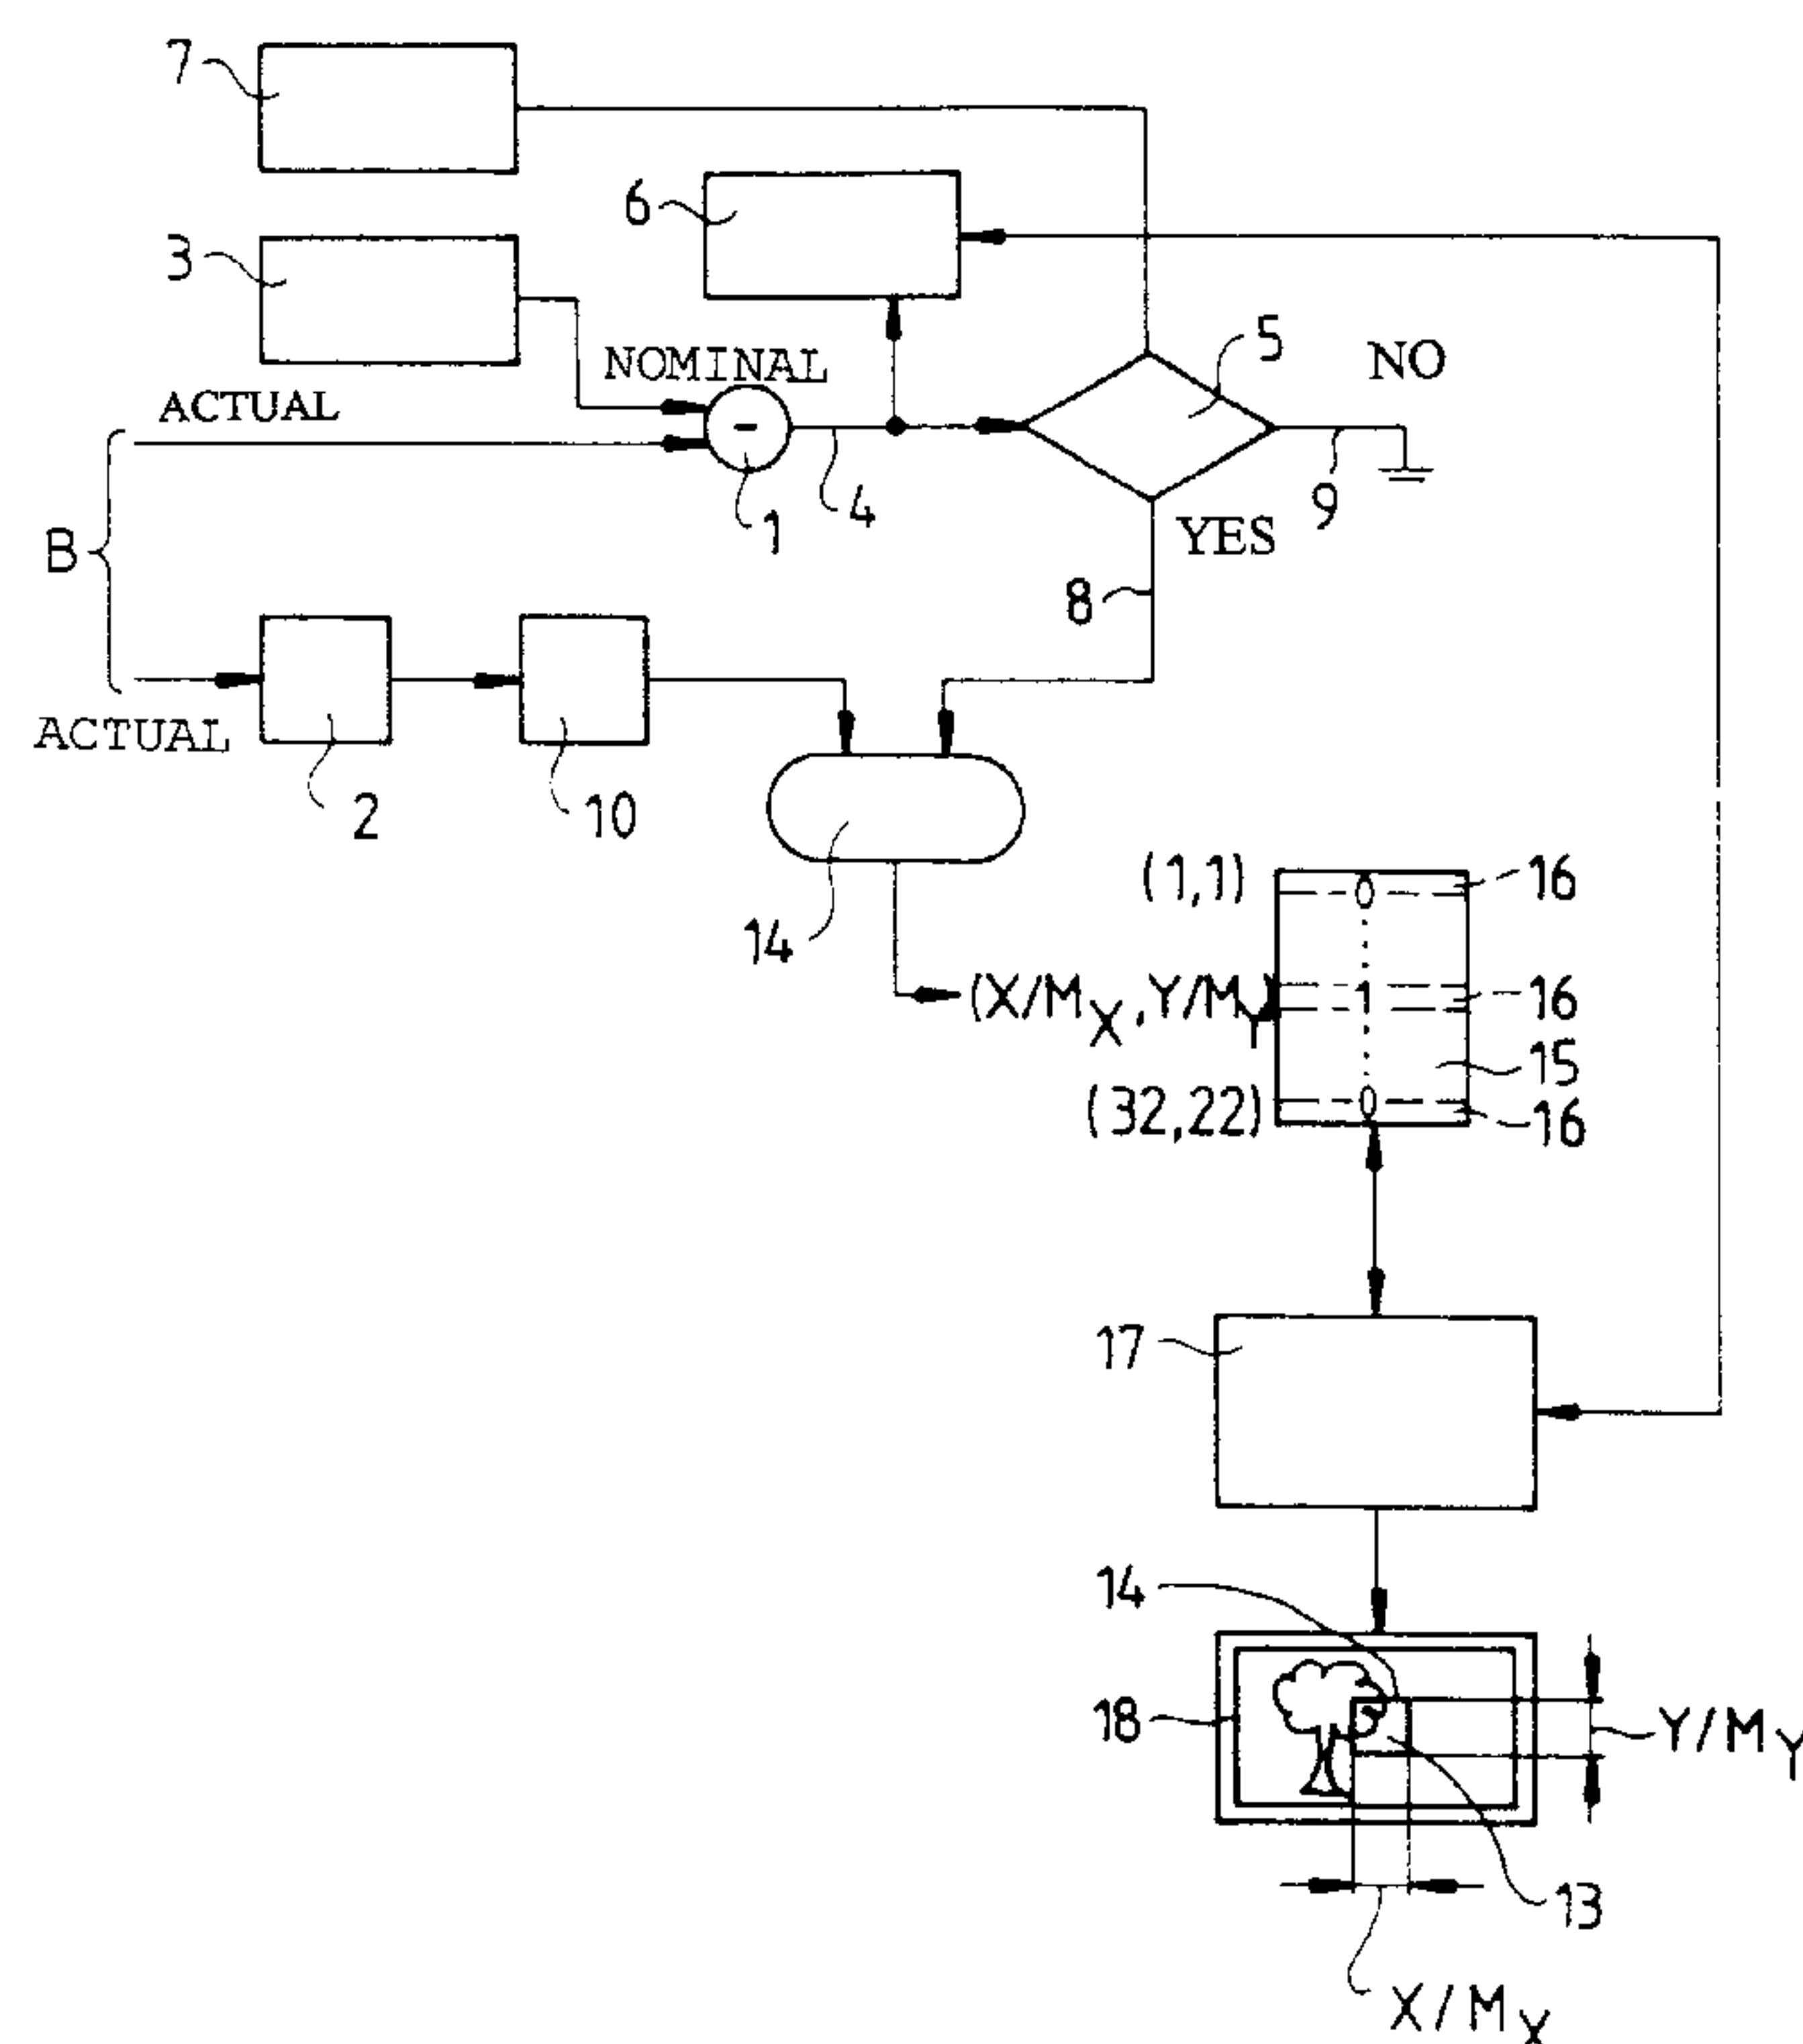 7
6
3
5
NO
NOMINAL
ACTUAL
-
4
9
1
B
YES
8
ACTUAL
2
10
14
(1,1)
0
16
(X/MX,Y/MY)
1
16
15
(32,22)
0
16
17
14
18
Y/MY
13
X/MX